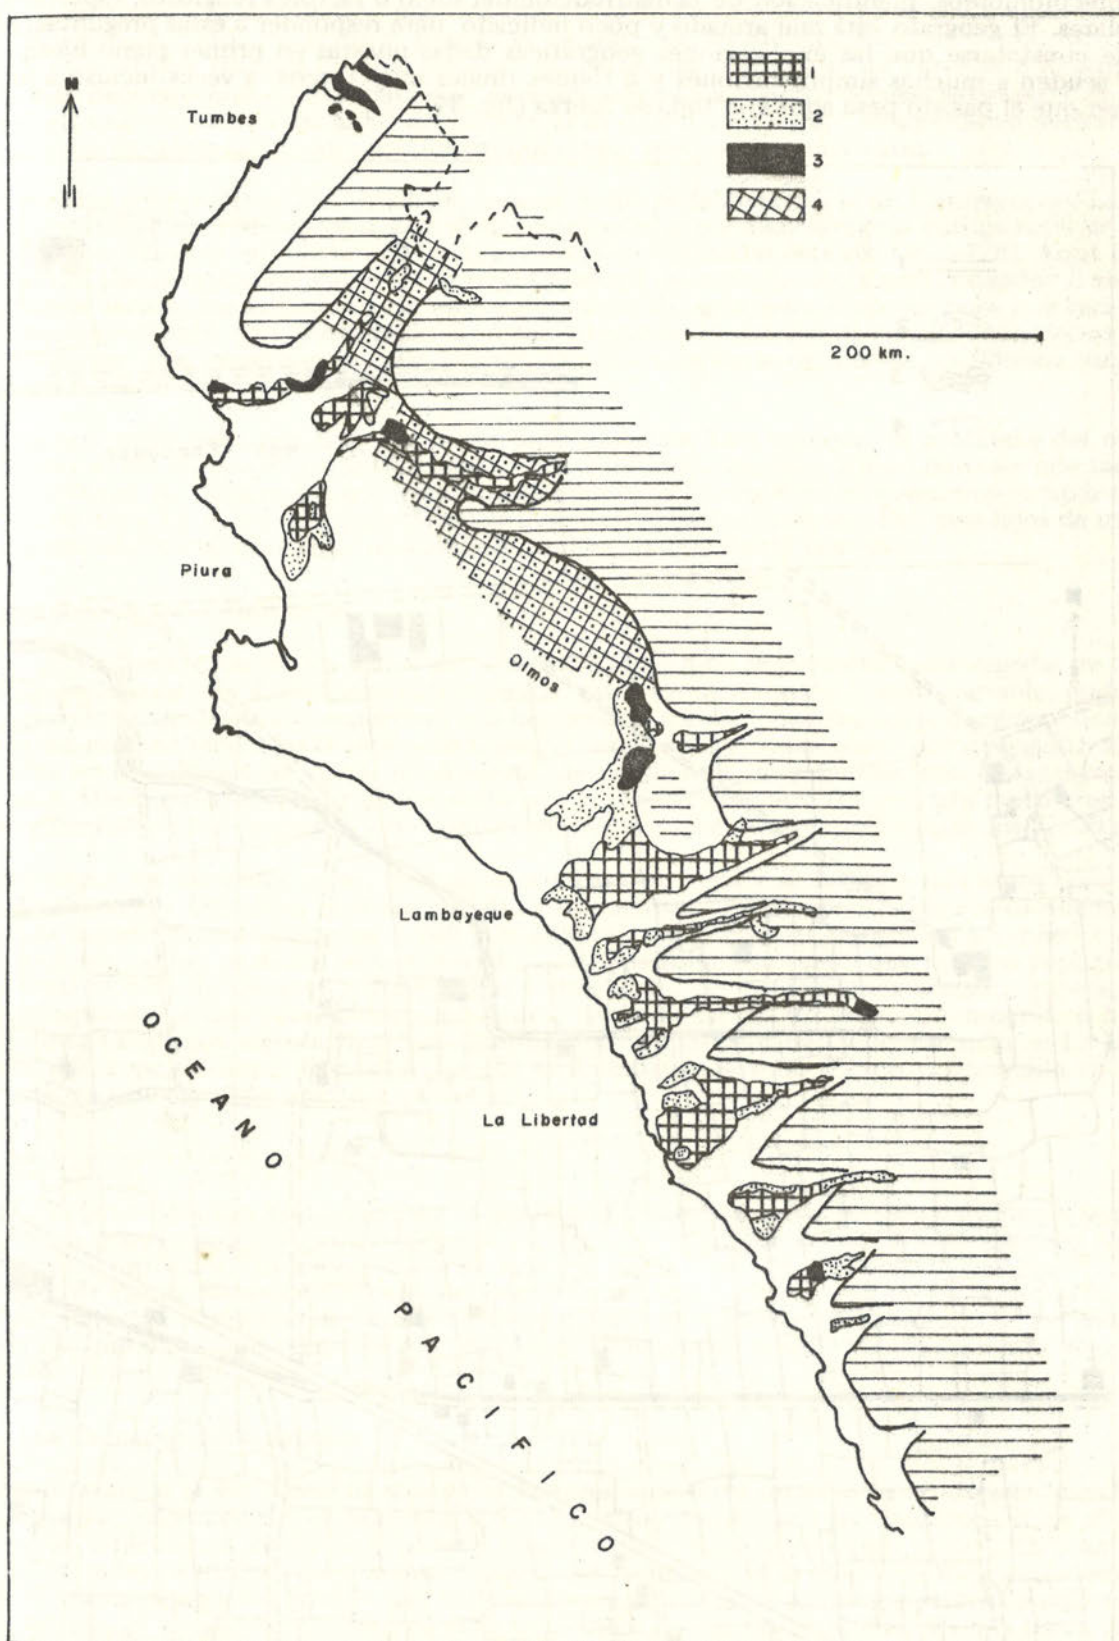 N
Tumbes
1
2
3
4
200 km.
Piura
Olmos
Lambayeque
La Libertad
OCEANO PACIFICO